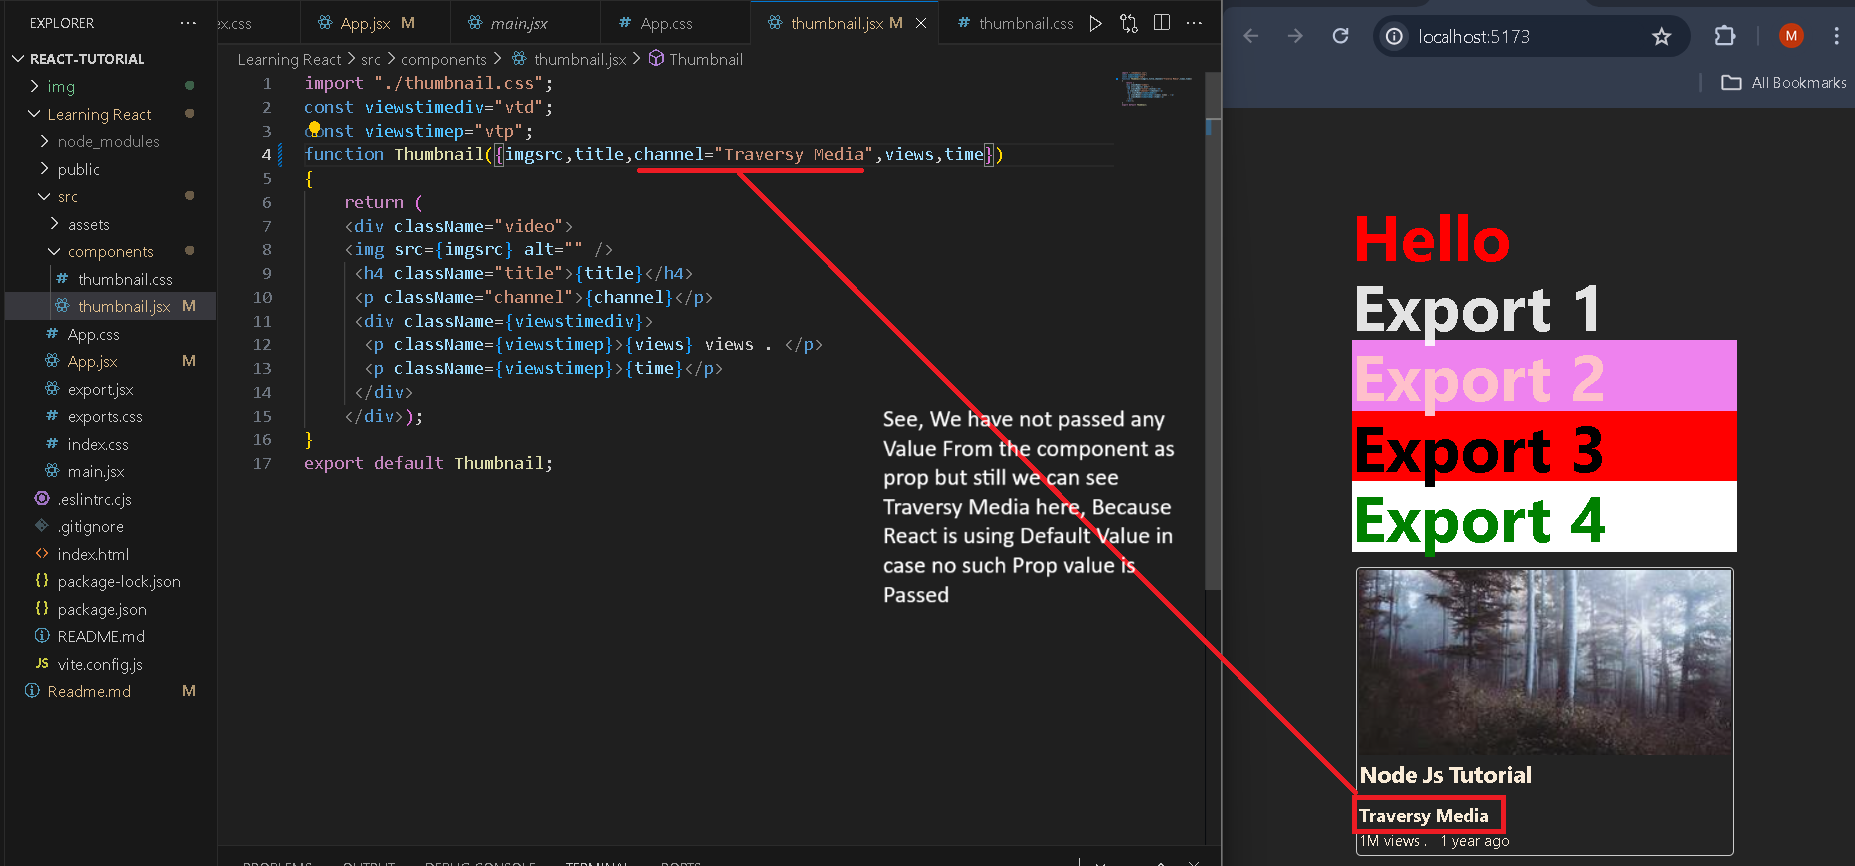 EXPLORER ...
REACT-TUTORIAL
img
Learning React
node_modules
public
src
assets
components
thumbnail.css
thumbnail.jsx M
App.css
App.jsx M
export.jsx
exports.css
index.css
main.jsx
.eslintrc.cjs
.gitignore
index.html
package-lock.json
package.json
README.md
JS vite.config.js
Readme.md M
ex.css App.jsx M main.jsx # App.css thumbnail.jsx M # thumbnail.css ...
Learning React > src > components > thumbnail.jsx > Thumbnail
1 import "./thumbnail.css";
2 const viewstimediv="vtd";
3 const viewstimep="vtp";
4 function Thumbnail({imgsrc,title,channel="Traversy Media",views,time})
5 {
6 return (
7 <div className="video">
8 <img src={imgsrc} alt="" />
9 <h4 className="title">{title}</h4>
10 <p className="channel">{channel}</p>
11 <div className={viewstimediv}>
12 <p className={viewstimep}>{views} views . </p>
13 <p className={viewstimep}>{time}</p>
14 </div>
15 </div>);
16 }
17 export default Thumbnail;
See, We have not passed any
Value From the component as
prop but still we can see
Traversy Media here, Because
React is using Default Value in
case no such Prop value is
Passed
PROBLEMS OUTPUT DEBUG CONSOLE TERMINAL PORTS
localhost:5173 M
All Bookmarks
Hello
Export 1
Export 2
Export 3
Export 4
Node Js Tutorial
Traversy Media
1M views . 1 year ago